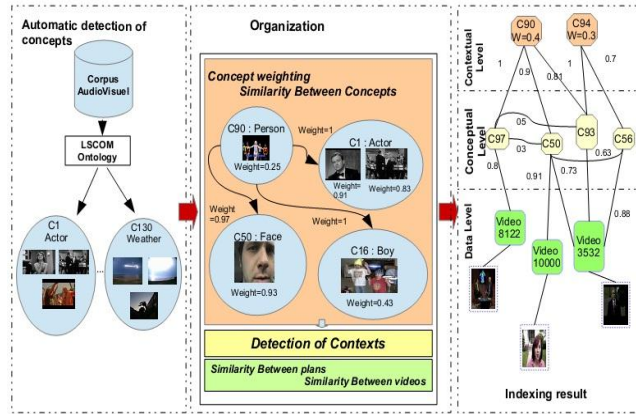 Automatic detection of
concepts
Corpus
AudioVisuel
LSCOM
Ontology
C1
Actor
...
C130
Weather
Organization
Concept weighting
Similarity Between Concepts
C90 : Person
Weight=0.25
Weight=1
C1 : Actor
Weight=
0.91
Weight=0.83
Weight
=0.97
Weight=1
C50 : Face
Weight=0.93
C16 : Boy
Weight=0.43
Detection of Contexts
Similarity Between plans
Similarity Between videos
Contextual
Level
C90
W=0.4
C94
W=0.3
1
0.9
0.81
1
0.7
Conceptual
Level
C97
05
03
C50
C93
C56
0.63
0.8
0.91
0.73
0.88
Data Level
Video
8122
Video
10000
Video
3532
Indexing result